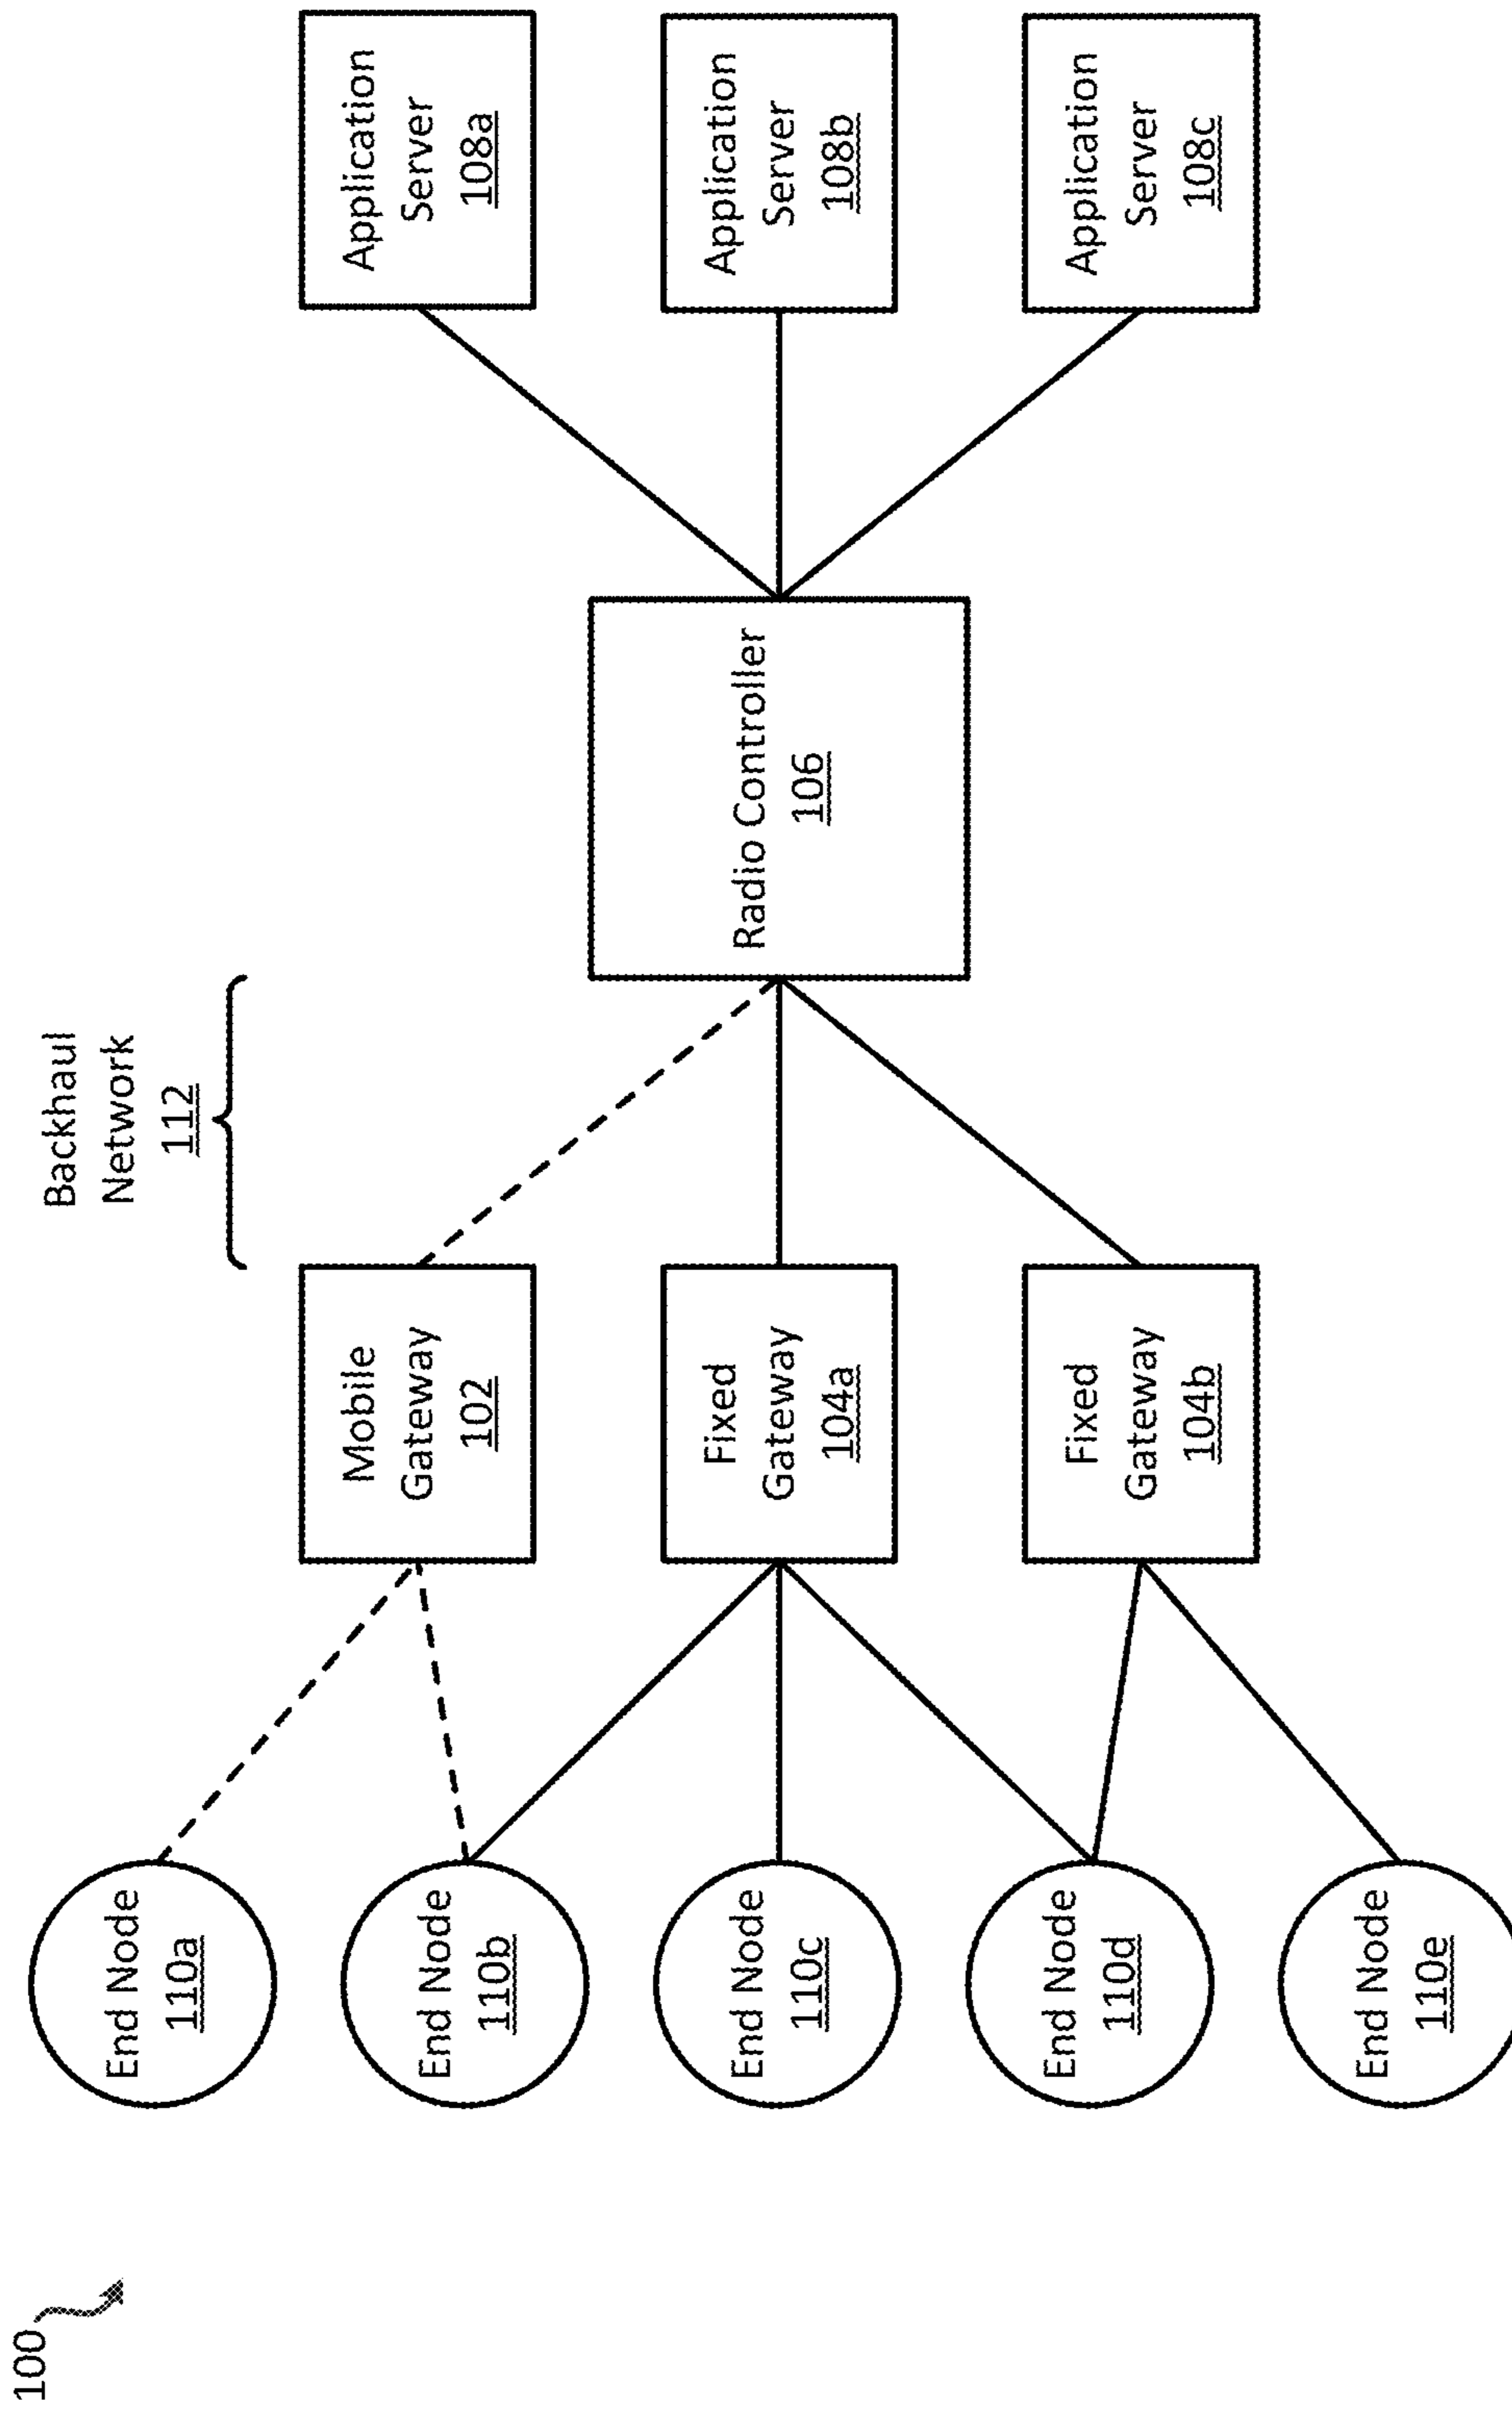 100
Backhaul
Network
112
End Node
110a
End Node
110b
End Node
110c
End Node
110d
End Node
110e
Mobile
Gateway
102
Fixed
Gateway
104a
Fixed
Gateway
104b
Radio Controller
106
Application
Server
108a
Application
Server
108b
Application
Server
108c